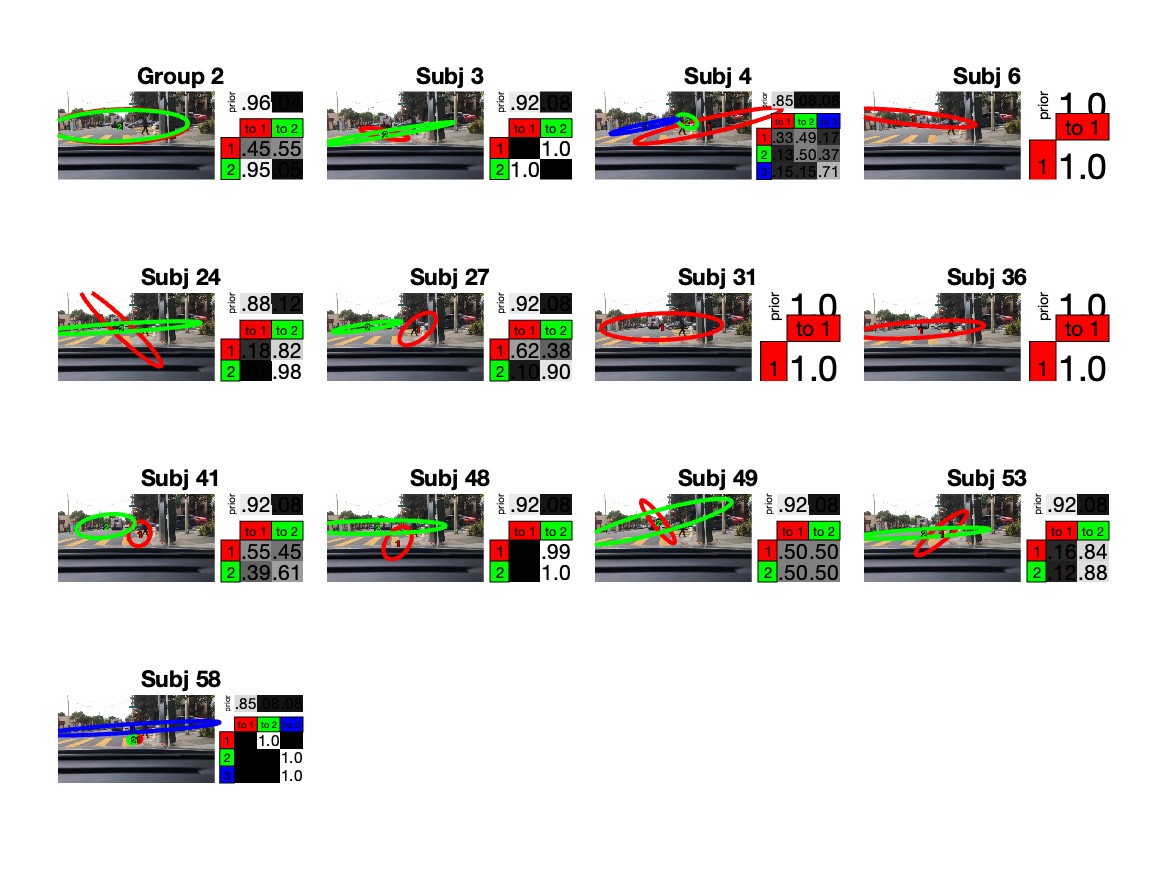 Group 2
prior .96 .04
to 1 to 2
1 .45 .55
2 .95 .05
Subj 3
prior .92 .08
to 1 to 2
1 1.0
2 1.0
Subj 4
prior .85 .08 .08
to 1 to 2 to 3
1 .33 .49 .17
2 .13 .50 .37
3 .15 .15 .71
Subj 6
prior 1.0
to 1
1 1.0
Subj 24
prior .88 .12
to 1 to 2
1 .18 .82
2 .98
Subj 27
prior .92 .08
to 1 to 2
1 .62 .38
2 .10 .90
Subj 31
prior 1.0
to 1
1 1.0
Subj 36
prior 1.0
to 1
1 1.0
Subj 41
prior .92 .08
to 1 to 2
1 .55 .45
2 .39 .61
Subj 48
prior .92 .08
to 1 to 2
1 .99
2 1.0
Subj 49
prior .92 .08
to 1 to 2
1 .50 .50
2 .50 .50
Subj 53
prior .92 .08
to 1 to 2
1 .16 .84
2 .12 .88
Subj 58
prior .85 .08 .08
to 1 to 2 to 3
1 1.0
2 1.0
3 1.0